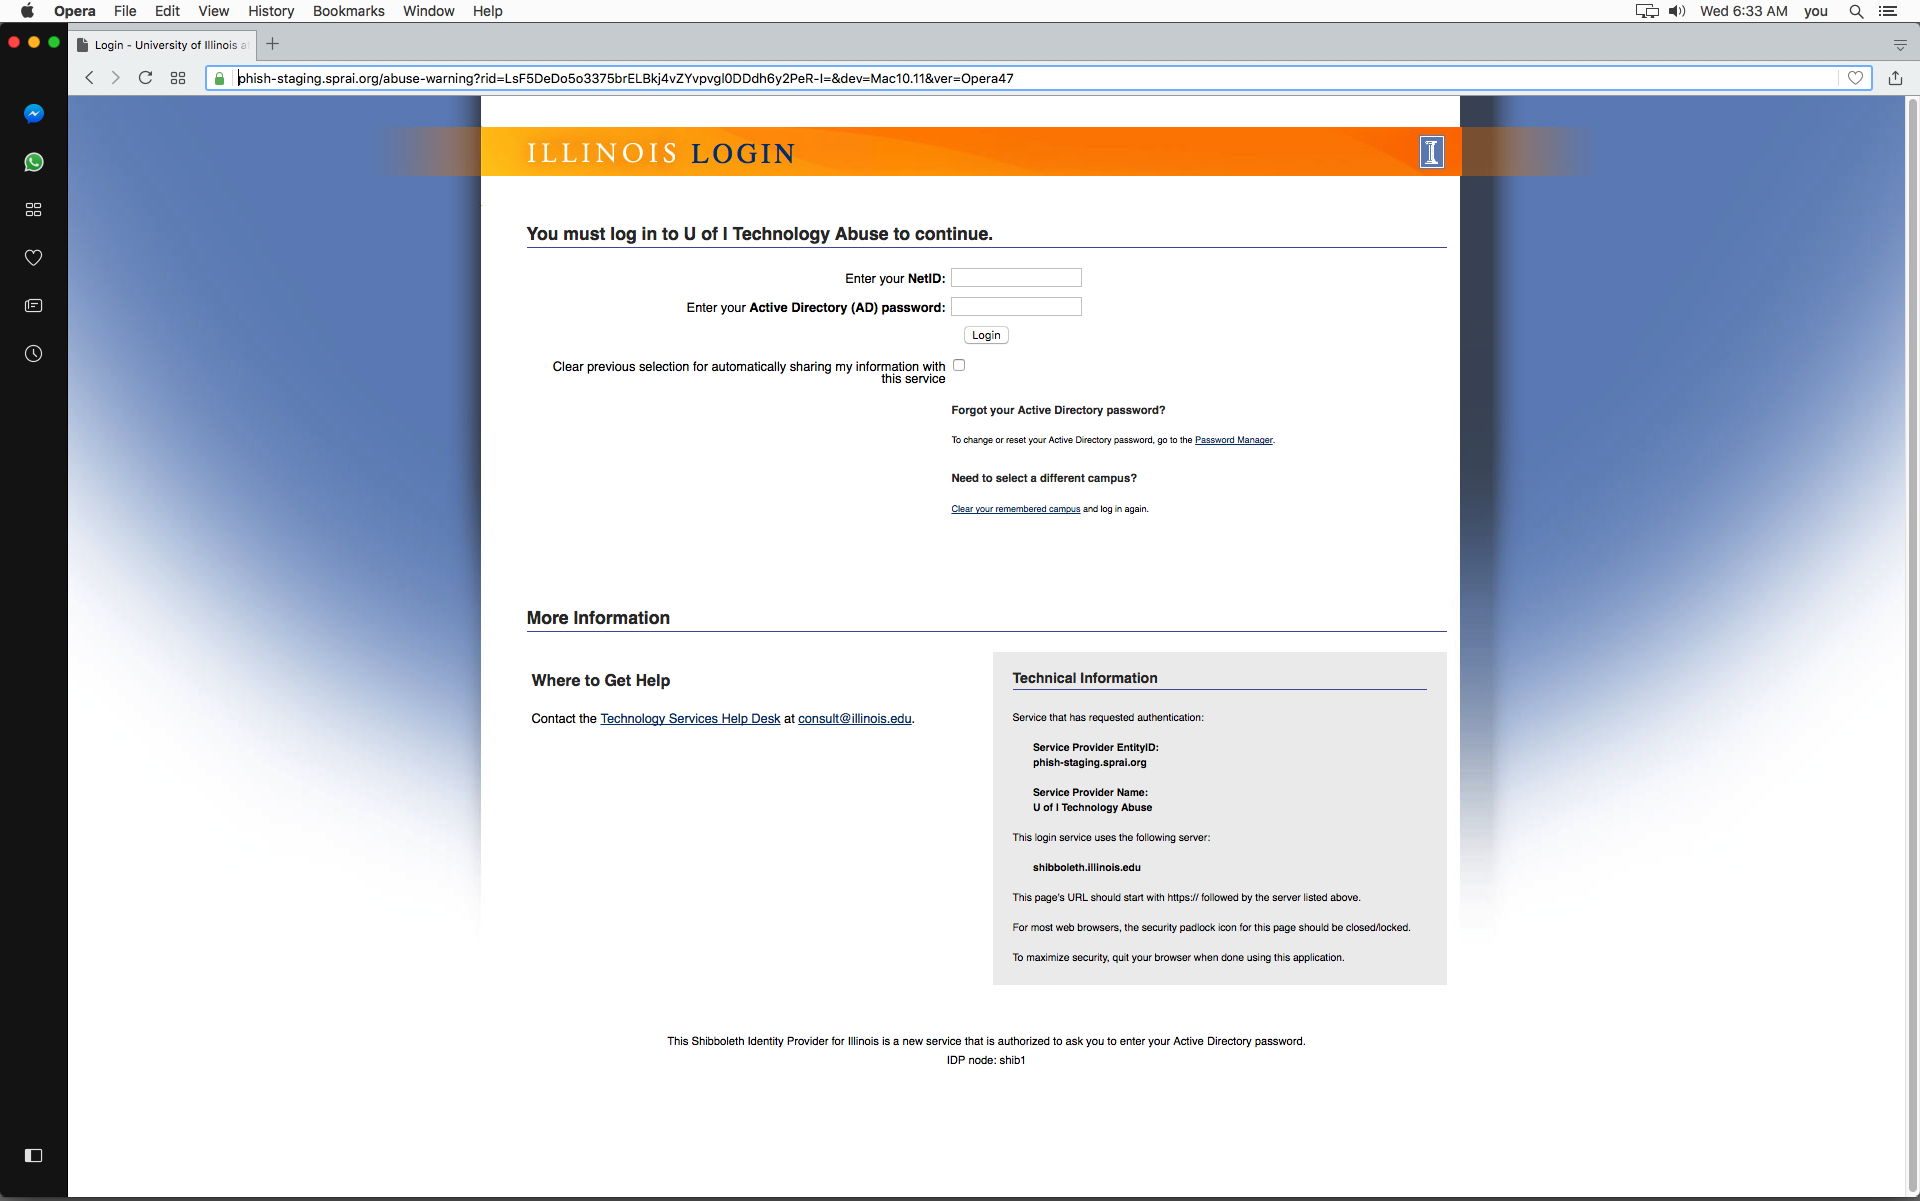 Opera File Edit View History Bookmarks Window Help Wed 6:33 AM you
Login - University of Illinois a
phish-staging.sprai.org/abuse-warning?rid=LsF5DeDo5o3375brELBkj4vZYvpvgl0DDdh6y2PeR-I=&dev=Mac10.11&ver=Opera47
ILLINOIS LOGIN
I
You must log in to U of I Technology Abuse to continue.
Enter your NetID:
Enter your Active Directory (AD) password:
Login
Clear previous selection for automatically sharing my information with
this service
Forgot your Active Directory password?
To change or reset your Active Directory password, go to the Password Manager.
Need to select a different campus?
Clear your remembered campus and log in again.
More Information
Where to Get Help
Contact the Technology Services Help Desk at consult@illinois.edu.
Technical Information
Service that has requested authentication:
Service Provider EntityID:
phish-staging.sprai.org
Service Provider Name:
U of I Technology Abuse
This login service uses the following server:
shibboleth.illinois.edu
This page's URL should start with https:// followed by the server listed above.
For most web browsers, the security padlock icon for this page should be closed/locked.
To maximize security, quit your browser when done using this application.
This Shibboleth Identity Provider for Illinois is a new service that is authorized to ask you to enter your Active Directory password.
IDP node: shib1